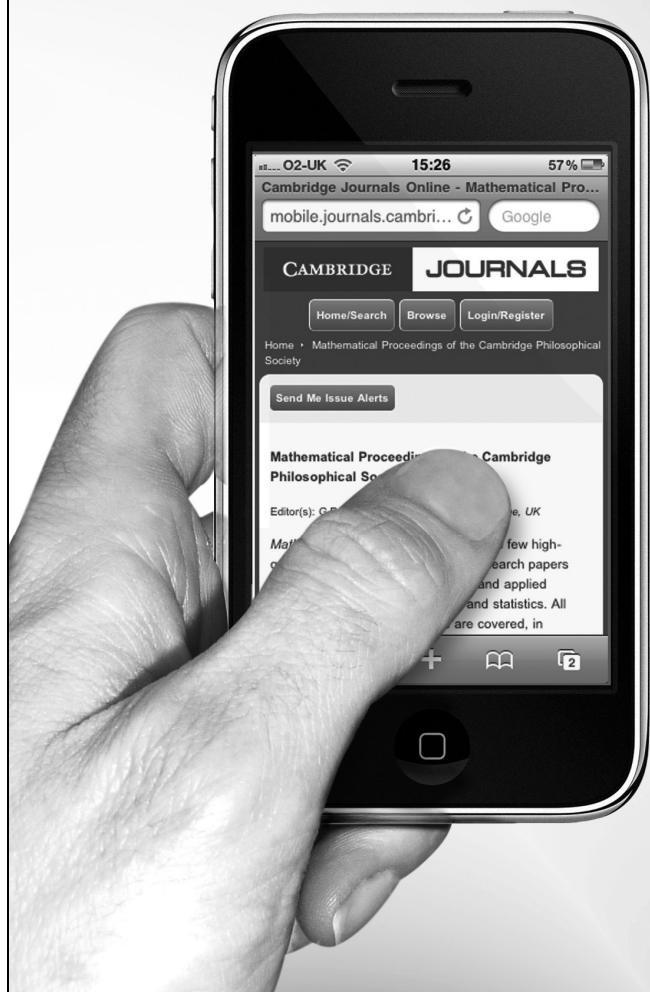 O2-UK 15:26 57%
Cambridge Journals Online - Mathematical Pro...
mobile.journals.cambri... Google
CAMBRIDGE JOURNALS
Home/Search Browse Login/Register
Home ‣ Mathematical Proceedings of the Cambridge Philosophical
Society
Send Me Issue Alerts
Mathematical Cambridge
Philosophical
Editor(s): UK
few high-
papers
and applied
and statistics. All
are covered, in
2